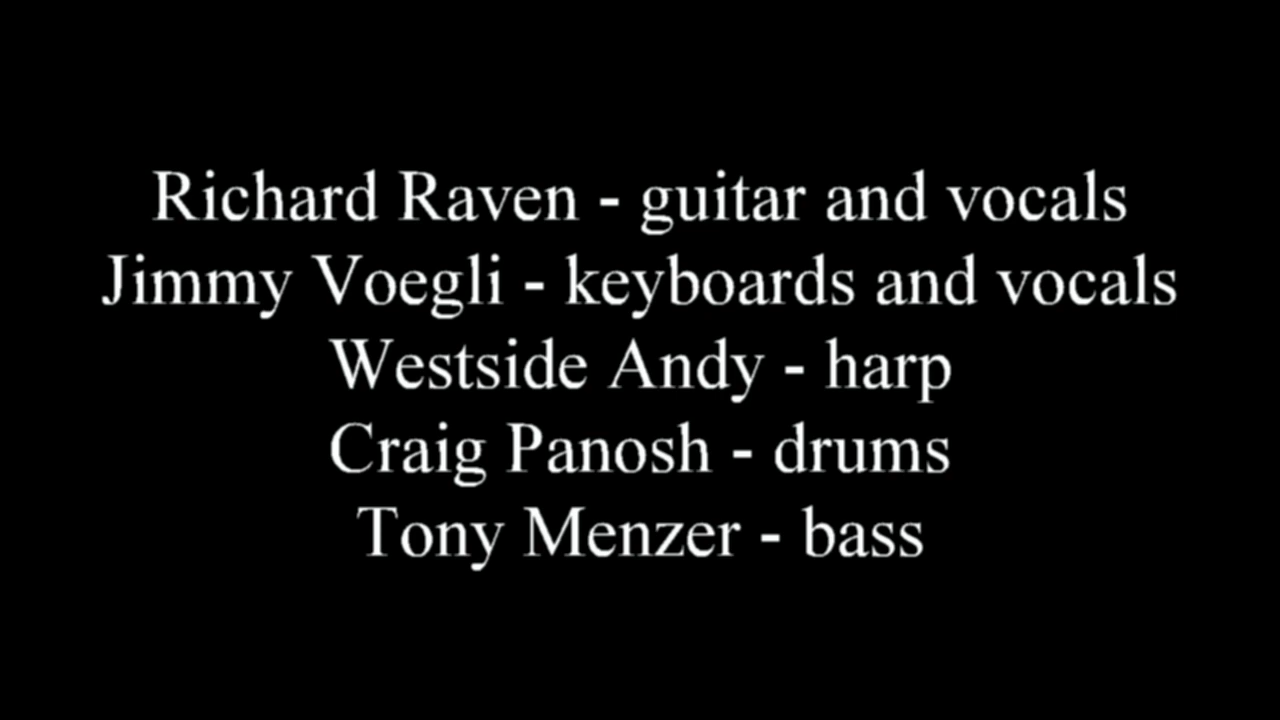 Richard Raven - guitar and vocals
Jimmy Voegli - keyboards and vocals
Westside Andy - harp
Craig Panosh - drums
Tony Menzer - bass